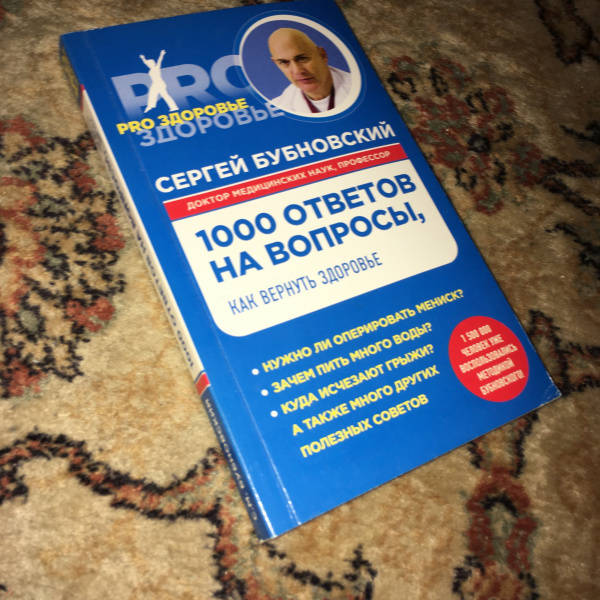 PRO
PRO ЗДОРОВЬЕ
ЗДОРОВЬЕ
СЕРГЕЙ БУБНОВСКИЙ
ДОКТОР МЕДИЦИНСКИХ НАУК, ПРОФЕССОР
1000 ОТВЕТОВ
НА ВОПРОСЫ,
КАК ВЕРНУТЬ ЗДОРОВЬЕ
• НУЖНО ЛИ ОПЕРИРОВАТЬ МЕНИСК?
• ЗАЧЕМ ПИТЬ МНОГО ВОДЫ?
• КУДА ИСЧЕЗАЮТ ГРЫЖИ?
А ТАКЖЕ МНОГО ДРУГИХ
ПОЛЕЗНЫХ СОВЕТОВ
1 500 000
ЧЕЛОВЕК УЖЕ
ВОСПОЛЬЗОВАЛИСЬ
МЕТОДИКОЙ
БУБНОВСКОГО!